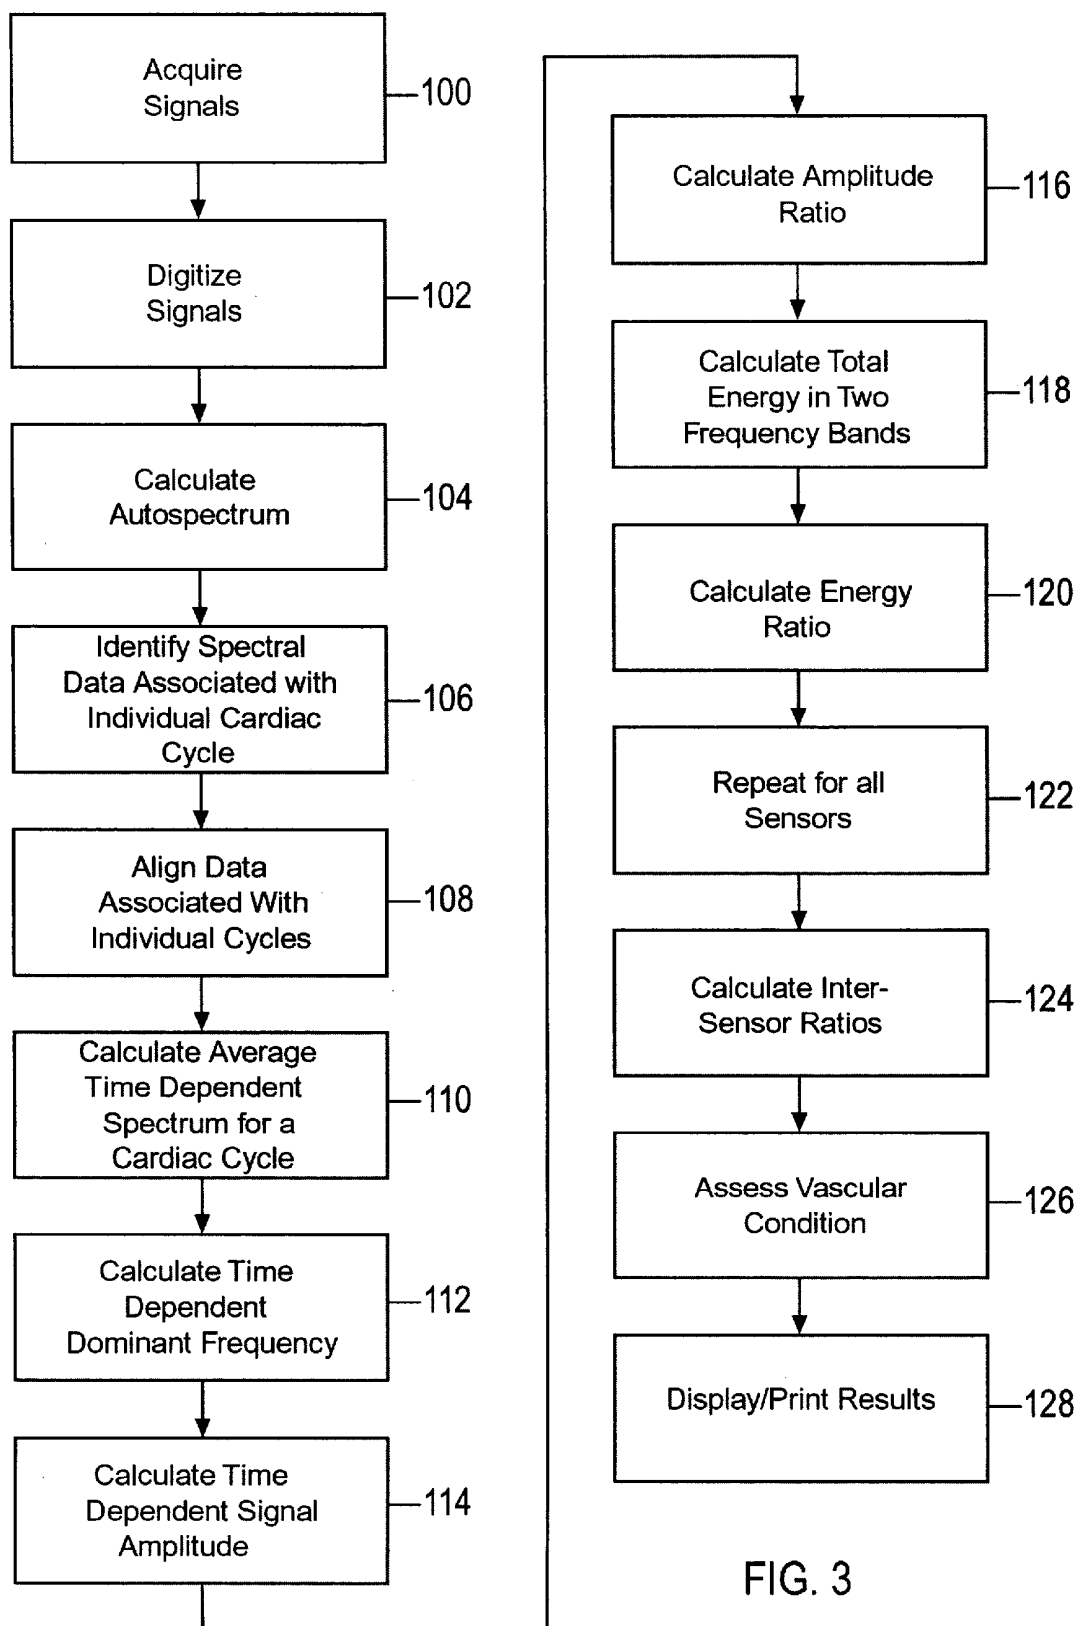 Acquire
Signals
100
Digitize
Signals
102
Calculate
Autospectrum
104
Identify Spectral
Data Associated with
Individual Cardiac
Cycle
106
Align Data
Associated With
Individual Cycles
108
Calculate Average
Time Dependent
Spectrum for a
Cardiac Cycle
110
Calculate Time
Dependent
Dominant Frequency
112
Calculate Time
Dependent Signal
Amplitude
114
Calculate Amplitude
Ratio
116
Calculate Total
Energy in Two
Frequency Bands
118
Calculate Energy
Ratio
120
Repeat for all
Sensors
122
Calculate Inter-
Sensor Ratios
124
Assess Vascular
Condition
126
Display/Print Results
128
FIG. 3